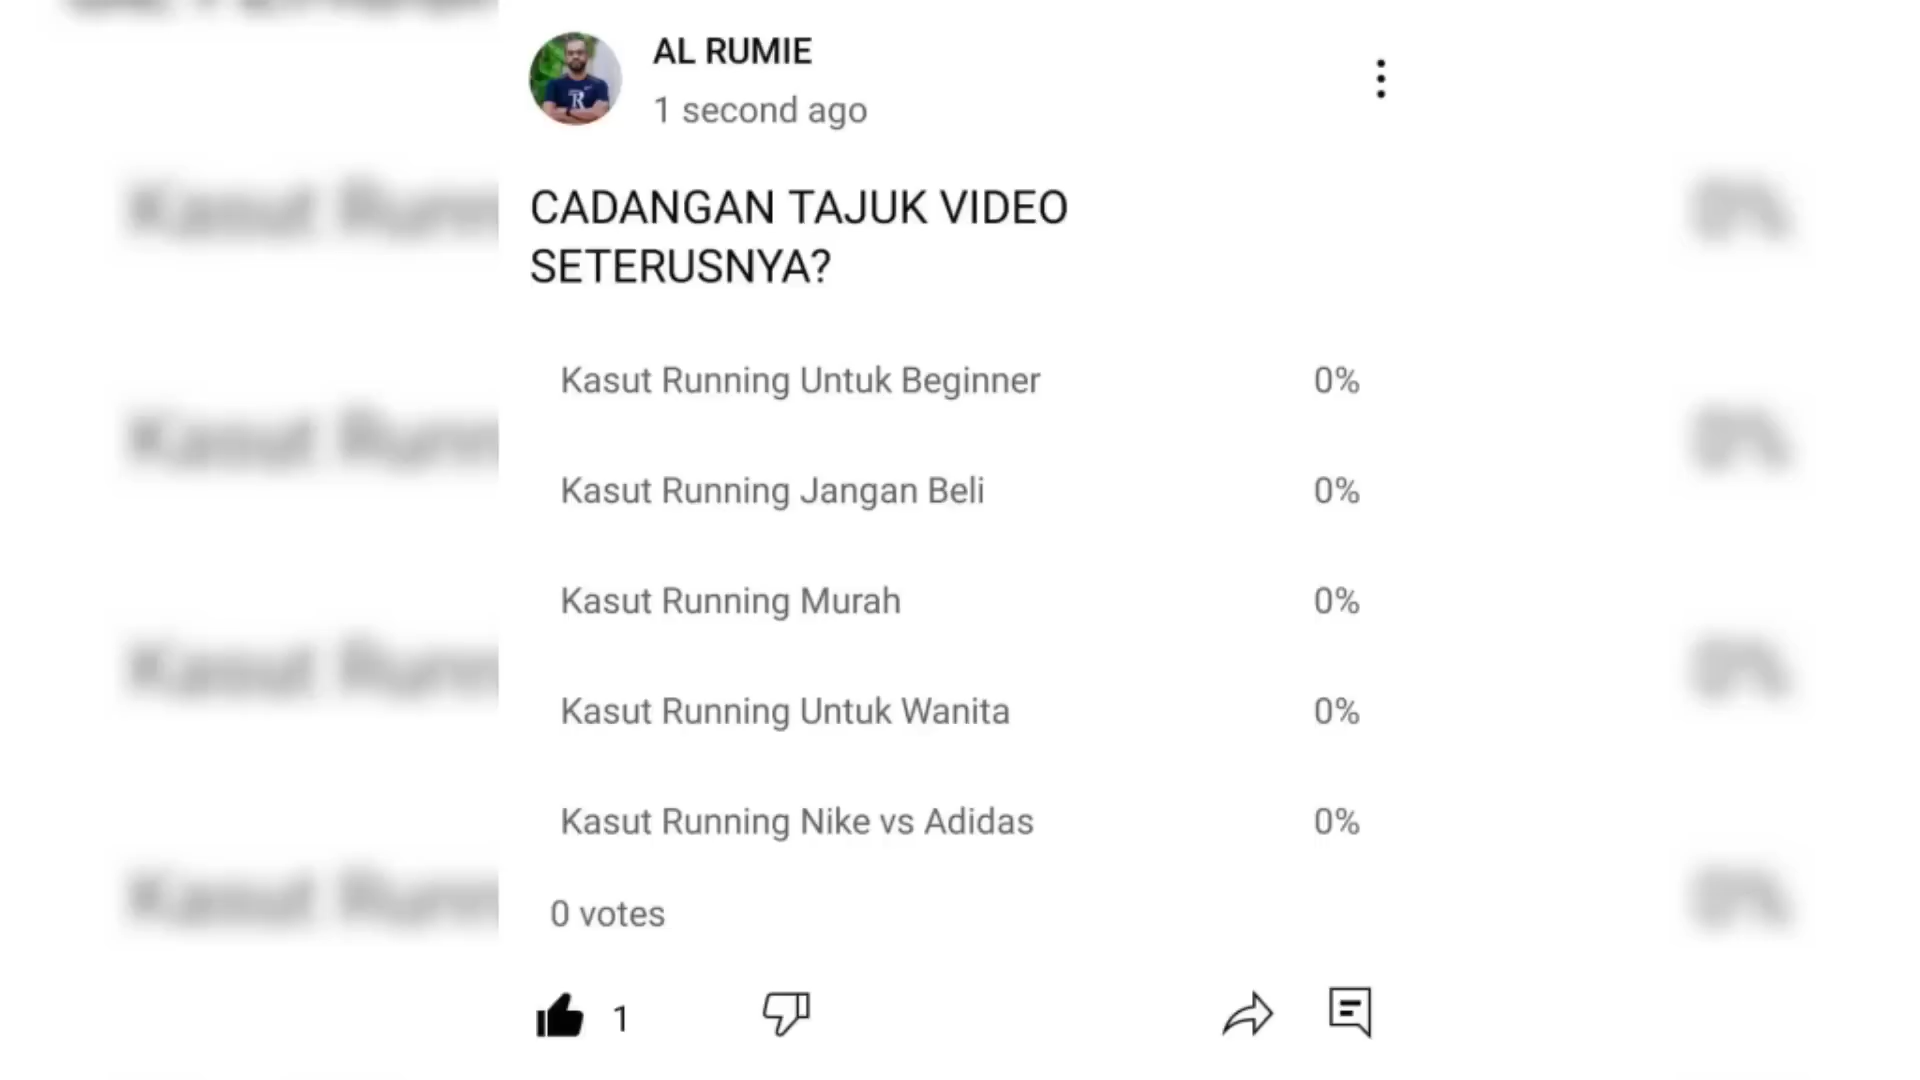 AL RUMIE
1 second ago
CADANGAN TAJUK VIDEO
SETERUSNYA?
Kasut Running Untuk Beginner 0%
Kasut Running Jangan Beli 0%
Kasut Running Murah 0%
Kasut Running Untuk Wanita 0%
Kasut Running Nike vs Adidas 0%
0 votes
1